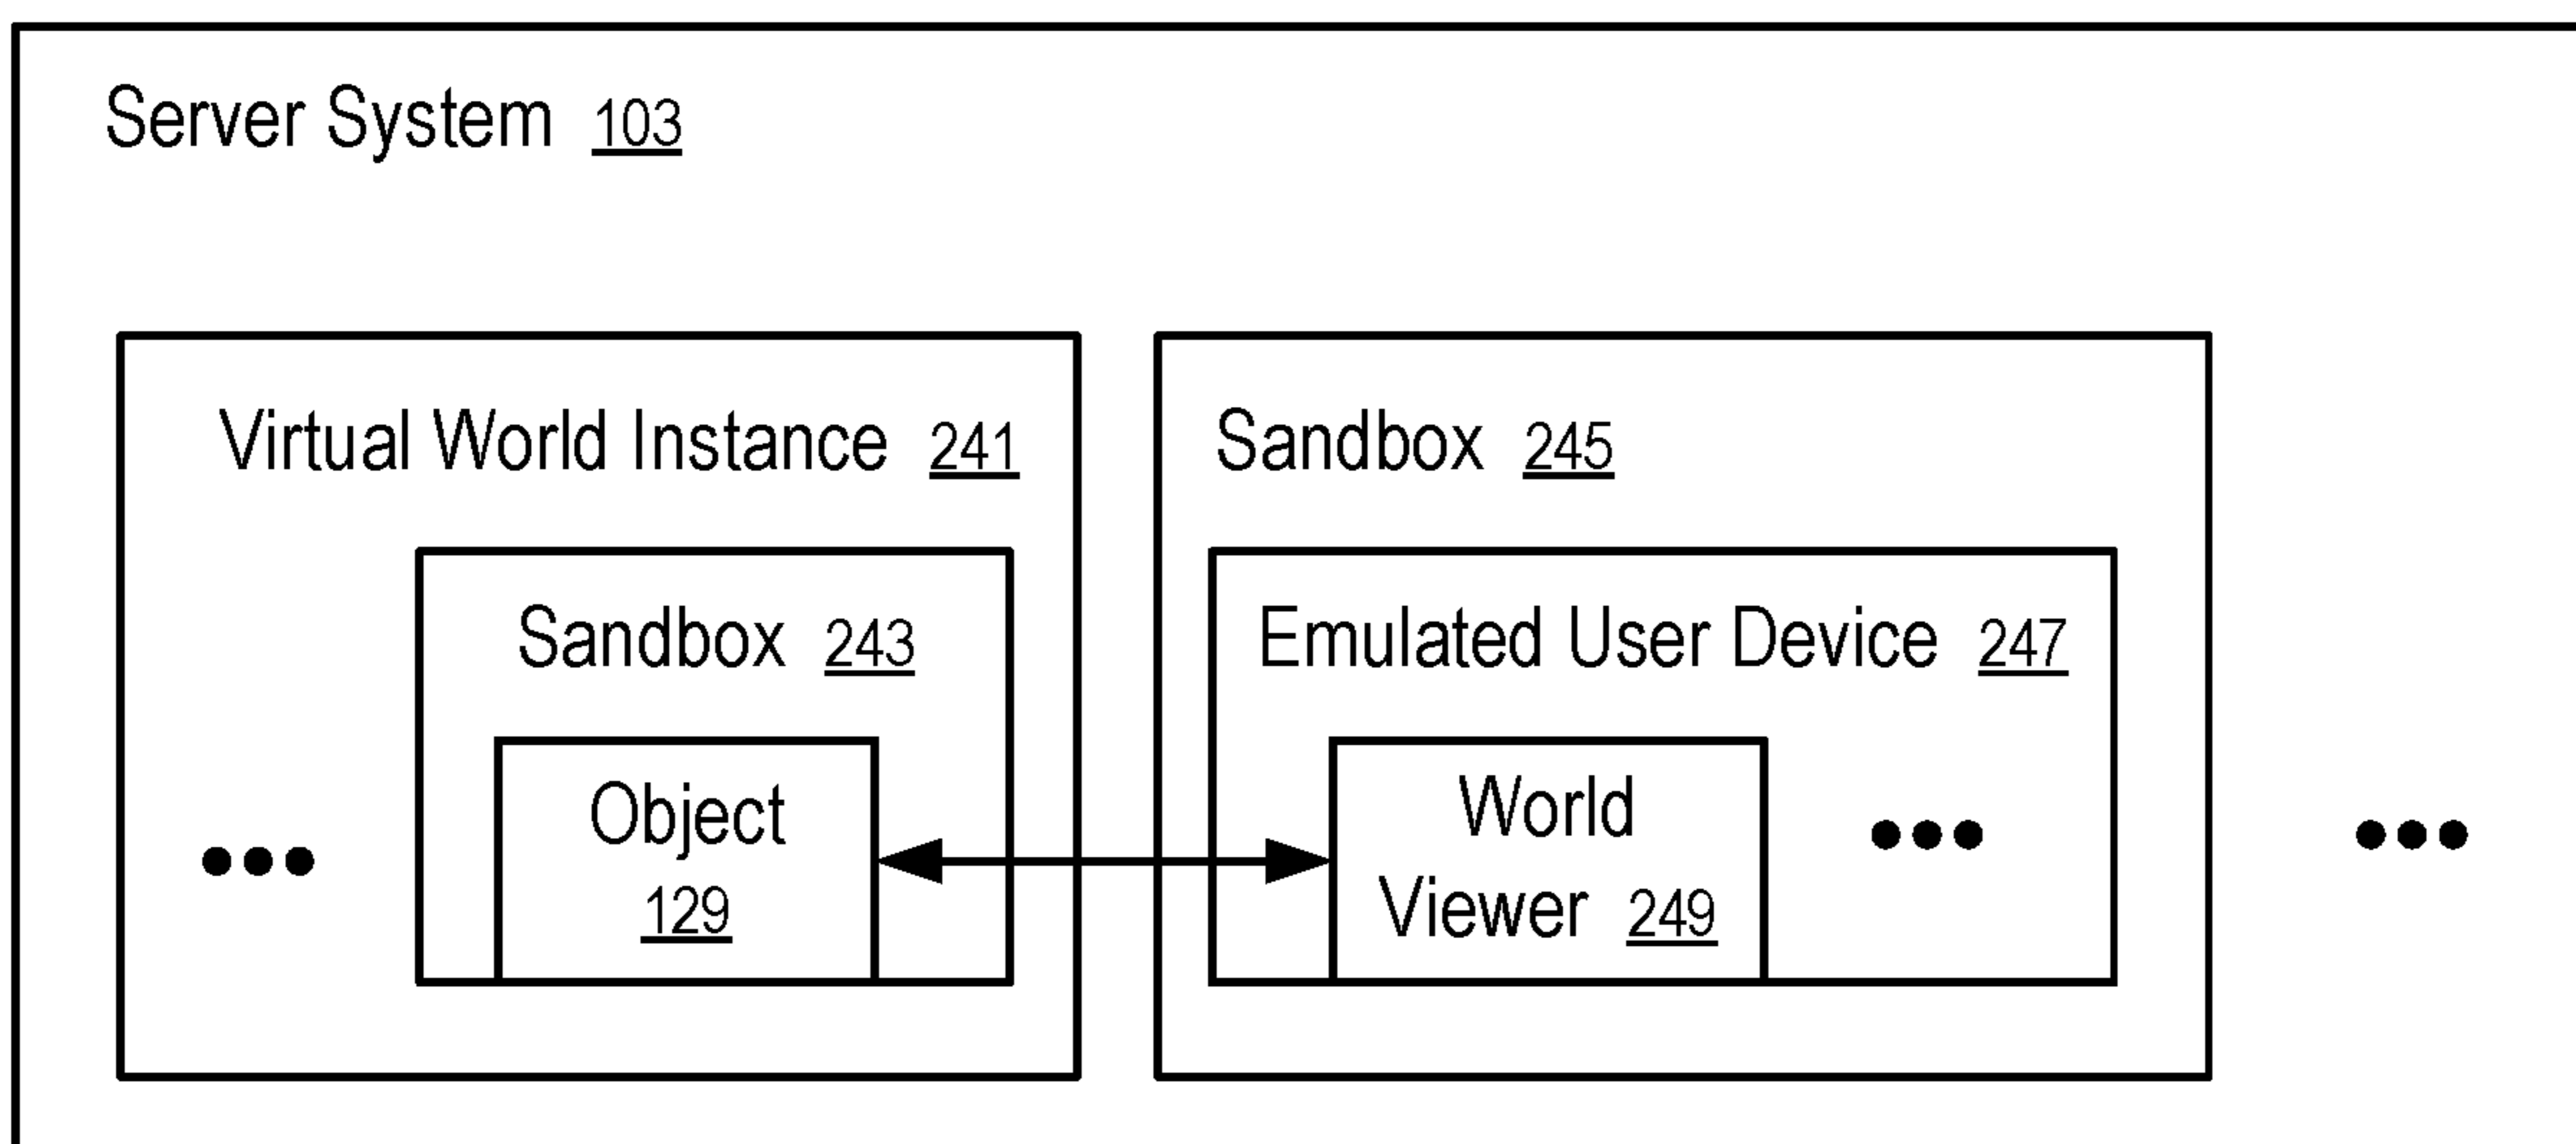 Server System 103
Virtual World Instance 241
Sandbox 243
Object
129
Sandbox 245
Emulated User Device 247
World
Viewer 249